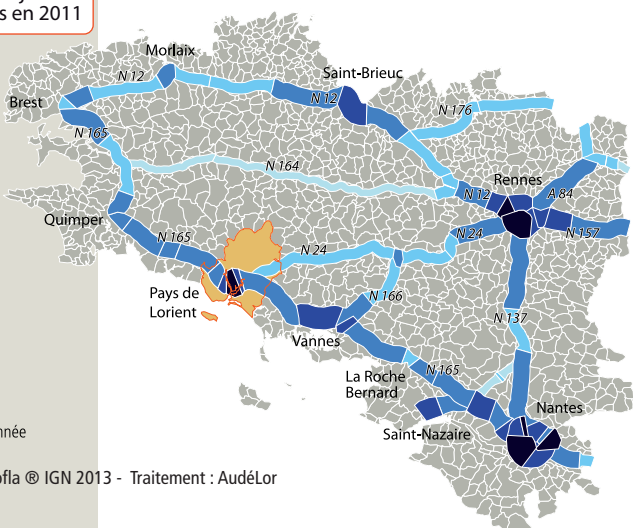 s en 2011
Morlaix
Saint-Brieuc
N 12
N 12
N 176
Brest
N 165
N 164
Rennes
N 12
A 84
Quimper
N 165
N 24
N 24
N 157
Pays de
Lorient
N 166
N 137
Vannes
La Roche
Bernard
N 165
Nantes
Saint-Nazaire
nnée
ofla ® IGN 2013 - Traitement : AudéLor